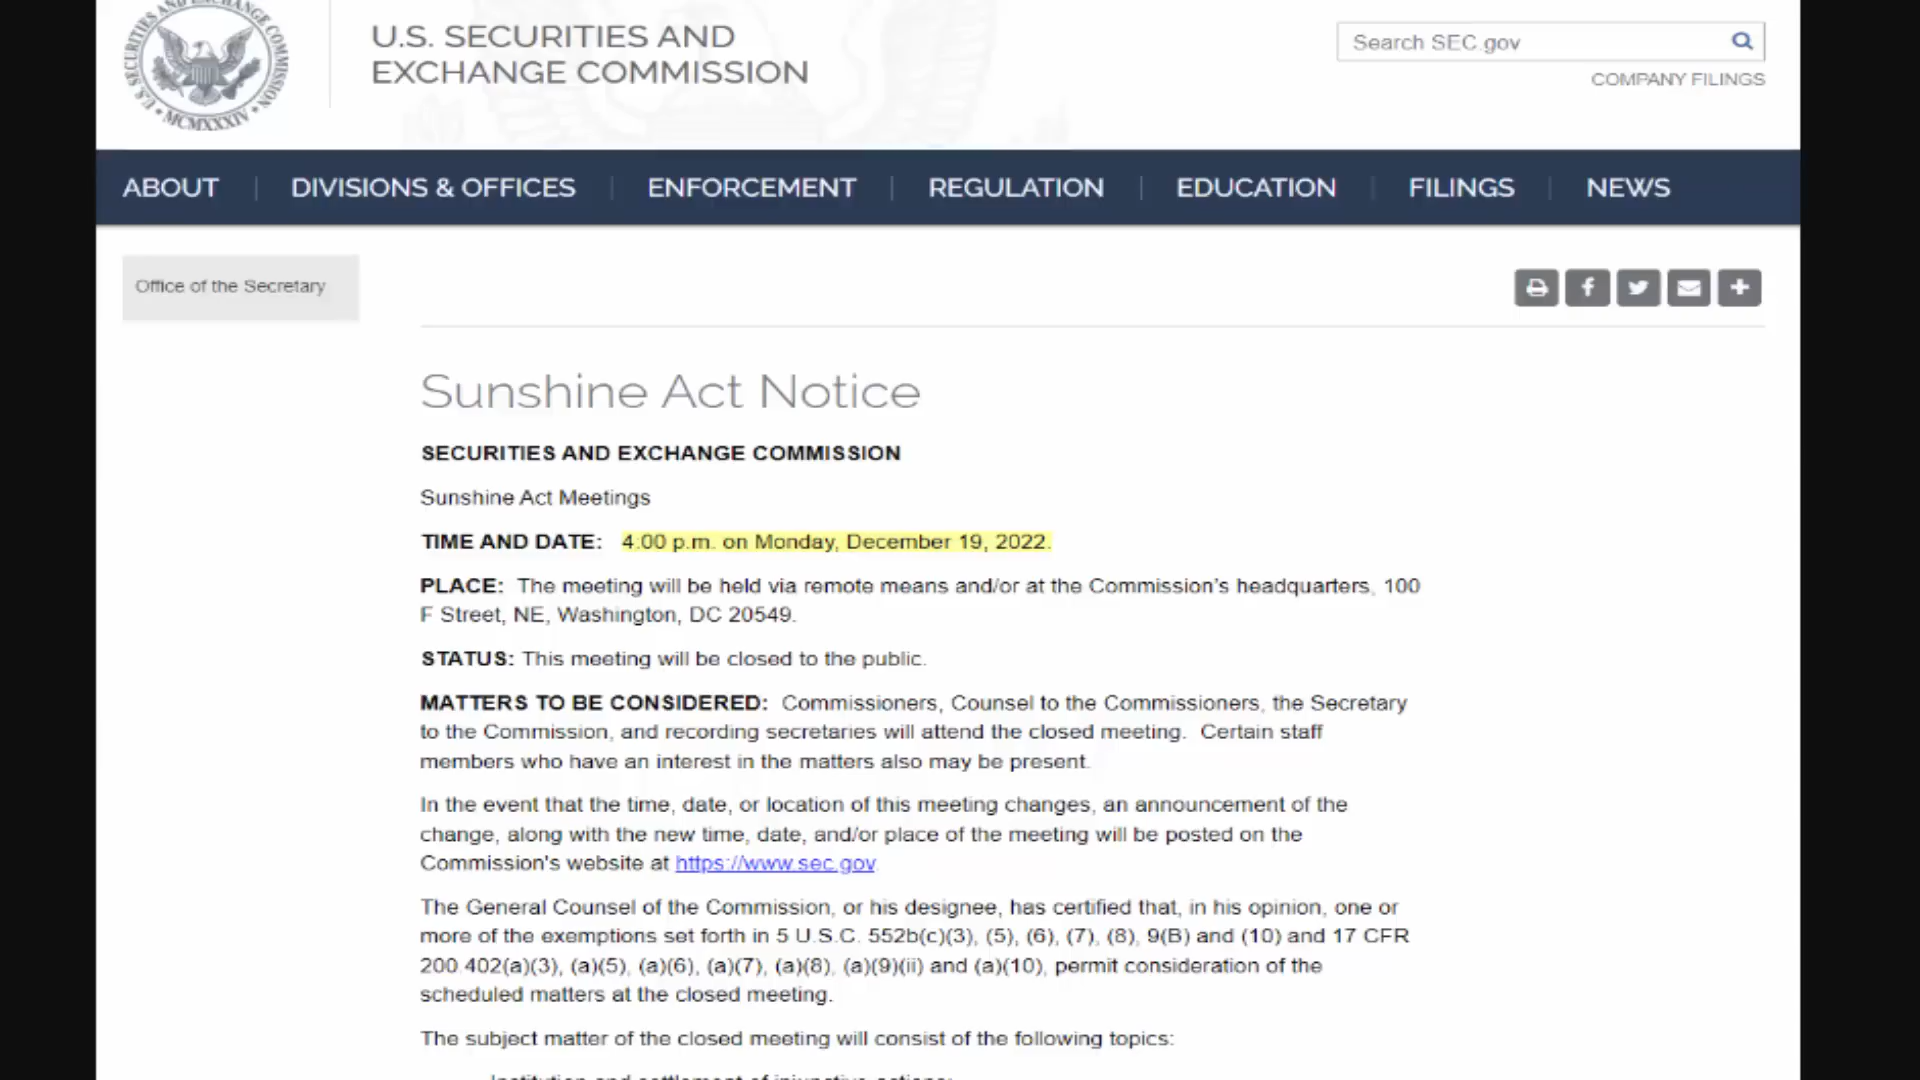 U.S. SECURITIES AND EXCHANGE COMMISSION
MCMXXXIV
U.S. SECURITIES AND
EXCHANGE COMMISSION
Search SEC.gov
COMPANY FILINGS
ABOUT
DIVISIONS & OFFICES
ENFORCEMENT
REGULATION
EDUCATION
FILINGS
NEWS
Office of the Secretary
Sunshine Act Notice
SECURITIES AND EXCHANGE COMMISSION
Sunshine Act Meetings
TIME AND DATE: 4:00 p.m. on Monday, December 19, 2022.
PLACE: The meeting will be held via remote means and/or at the Commission's headquarters, 100
F Street, NE, Washington, DC 20549.
STATUS: This meeting will be closed to the public.
MATTERS TO BE CONSIDERED: Commissioners, Counsel to the Commissioners, the Secretary
to the Commission, and recording secretaries will attend the closed meeting. Certain staff
members who have an interest in the matters also may be present.
In the event that the time, date, or location of this meeting changes, an announcement of the
change, along with the new time, date, and/or place of the meeting will be posted on the
Commission's website at https://www.sec.gov
The General Counsel of the Commission, or his designee, has certified that, in his opinion, one or
more of the exemptions set forth in 5 U.S.C. 552b(c)(3), (5), (6), (7), (8), 9(B) and (10) and 17 CFR
200.402(a)(3), (a)(5), (a)(6), (a)(7), (a)(8), (a)(9)(ii) and (a)(10), permit consideration of the
scheduled matters at the closed meeting.
The subject matter of the closed meeting will consist of the following topics:
Institution and settlement of injunctive actions;